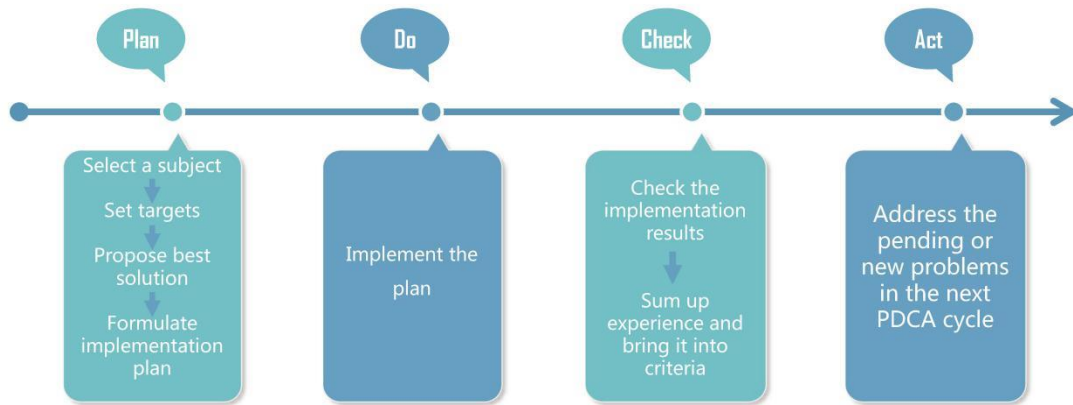 Plan
Do
Check
Act
Select a subject
Set targets
Propose best
solution
Formulate
implementation
plan
Implement the
plan
Check the
implementation
results
Sum up
experience and
bring it into
criteria
Address the
pending or
new problems
in the next
PDCA cycle